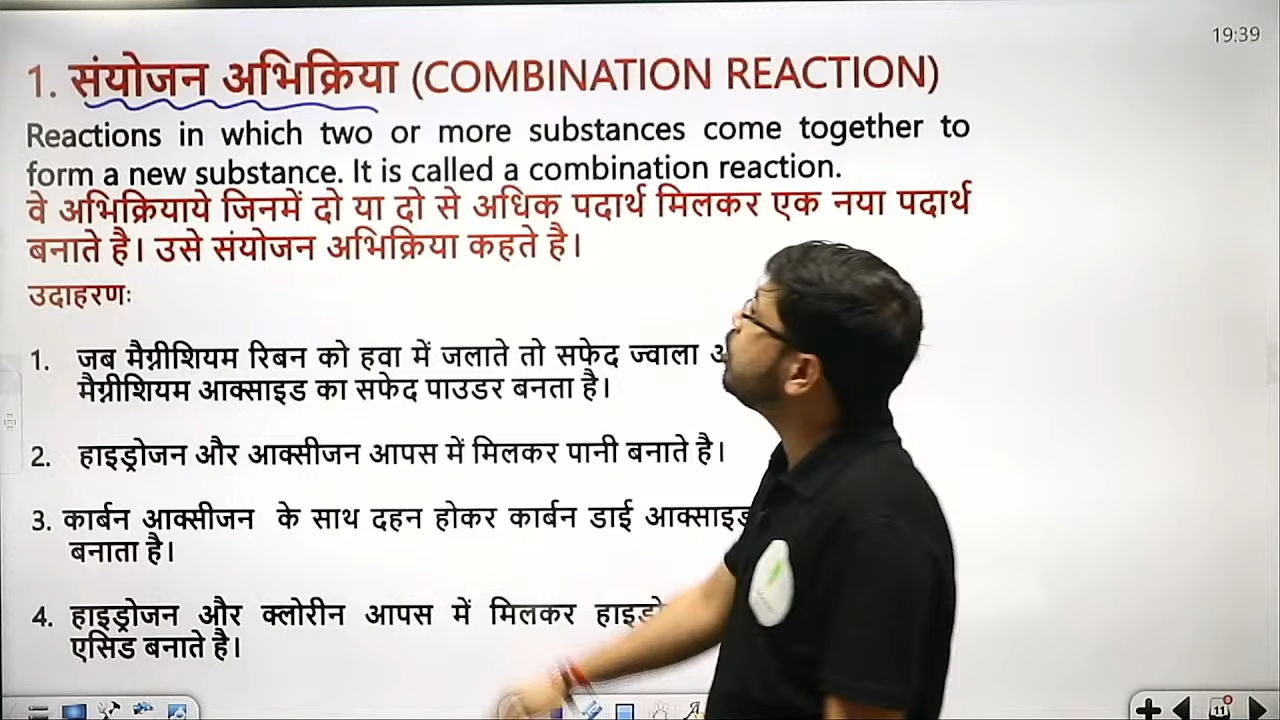 19:39
1. संयोजन अभिक्रिया (COMBINATION REACTION)
Reactions in which two or more substances come together to
form a new substance. It is called a combination reaction.
वे अभिक्रियाये जिनमें दो या दो से अधिक पदार्थ मिलकर एक नया पदार्थ
बनाते है। उसे संयोजन अभिक्रिया कहते है।
उदाहरणः
1. जब मैग्नीशियम रिबन को हवा में जलाते तो सफेद ज्वाला
मैग्नीशियम आक्साइड का सफेद पाउडर बनता है।
2. हाइड्रोजन और आक्सीजन आपस में मिलकर पानी बनाते है।
3. कार्बन आक्सीजन के साथ दहन होकर कार्बन डाई आक्साइड
बनाता है।
4. हाइड्रोजन और क्लोरीन आपस में मिलकर
एसिड बनाते है।
11